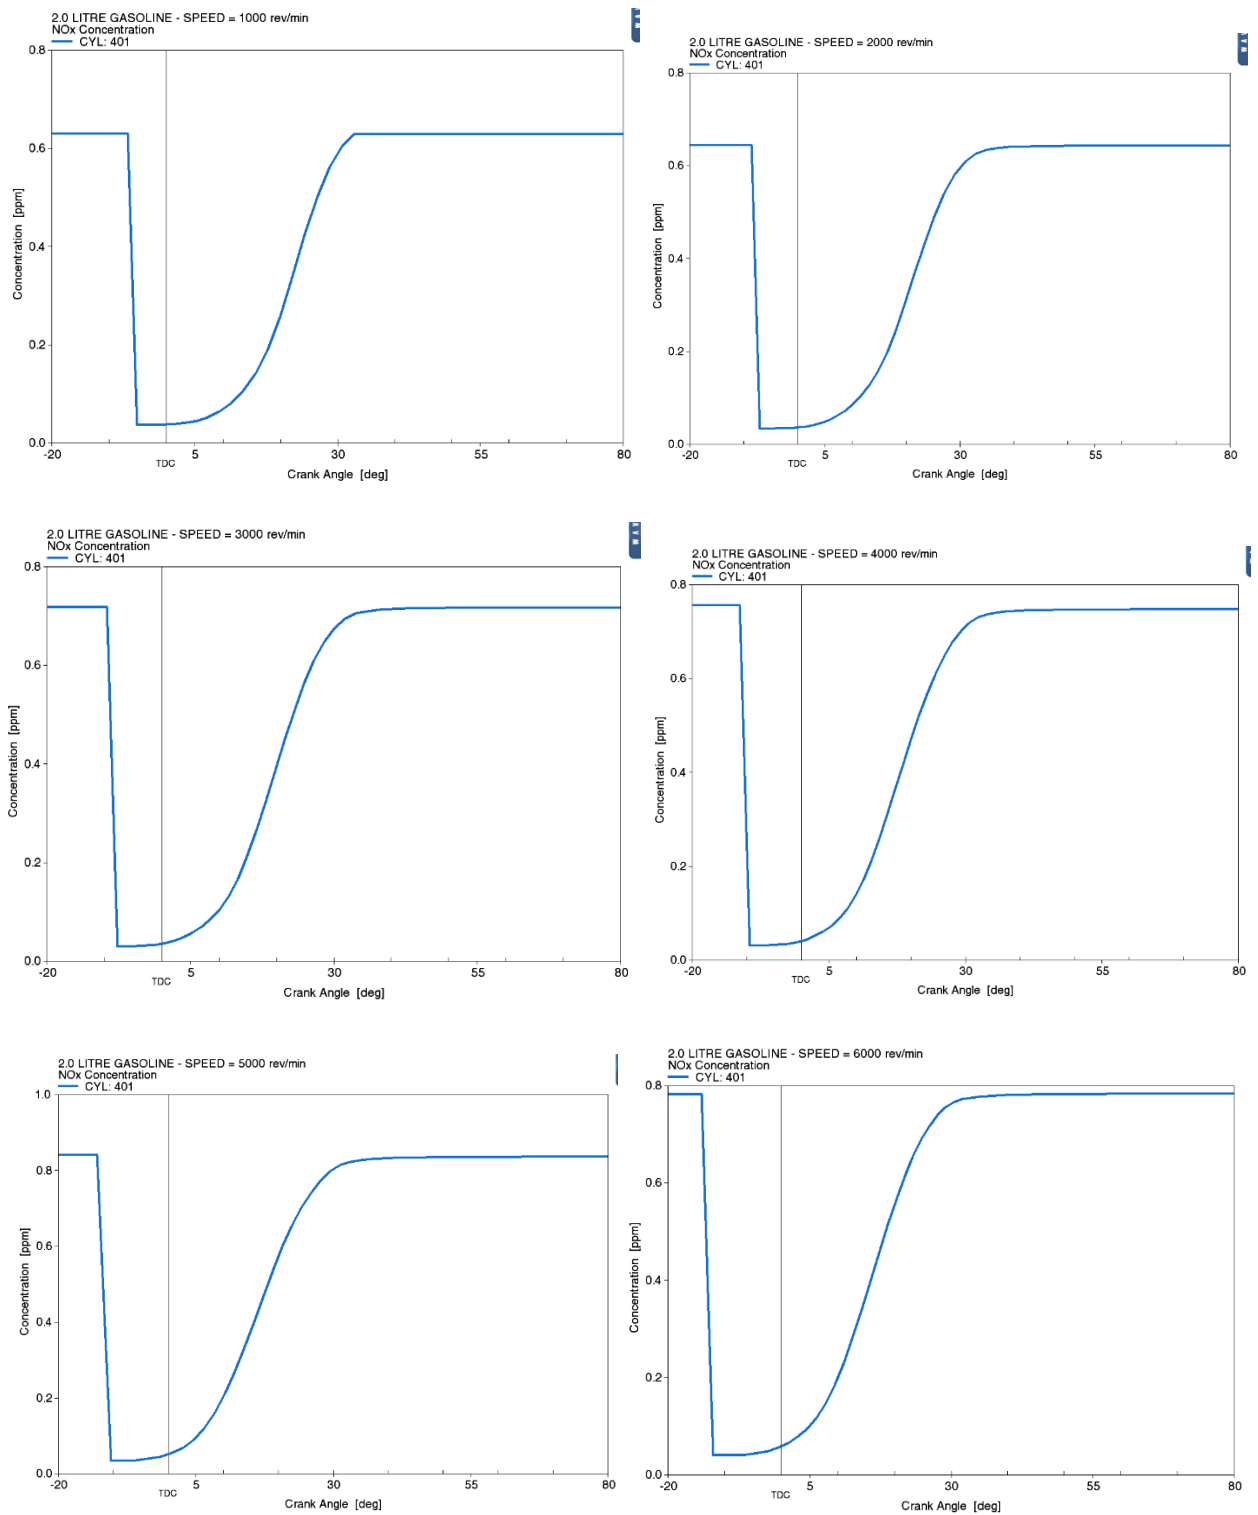 2.0 LITRE GASOLINE - SPEED = 1000 rev/min
NOx Concentration
CYL: 401
0.8
0.6
0.4
0.2
0.0
Concentration [ppm]
-20
TDC
5
30
55
80
Crank Angle [deg]
2.0 LITRE GASOLINE - SPEED = 2000 rev/min
NOx Concentration
CYL: 401
0.8
0.6
0.4
0.2
0.0
Concentration [ppm]
-20
TDC
5
30
55
80
Crank Angle [deg]
2.0 LITRE GASOLINE - SPEED = 3000 rev/min
NOx Concentration
CYL: 401
0.8
0.6
0.4
0.2
0.0
Concentration [ppm]
-20
TDC
5
30
55
80
Crank Angle [deg]
2.0 LITRE GASOLINE - SPEED = 4000 rev/min
NOx Concentration
CYL: 401
0.8
0.6
0.4
0.2
0.0
Concentration [ppm]
-20
TDC
5
30
55
80
Crank Angle [deg]
2.0 LITRE GASOLINE - SPEED = 5000 rev/min
NOx Concentration
CYL: 401
1.0
0.8
0.6
0.4
0.2
0.0
Concentration [ppm]
-20
TDC
5
30
55
80
Crank Angle [deg]
2.0 LITRE GASOLINE - SPEED = 6000 rev/min
NOx Concentration
CYL: 401
0.8
0.6
0.4
0.2
0.0
Concentration [ppm]
-20
TDC
5
30
55
80
Crank Angle [deg]